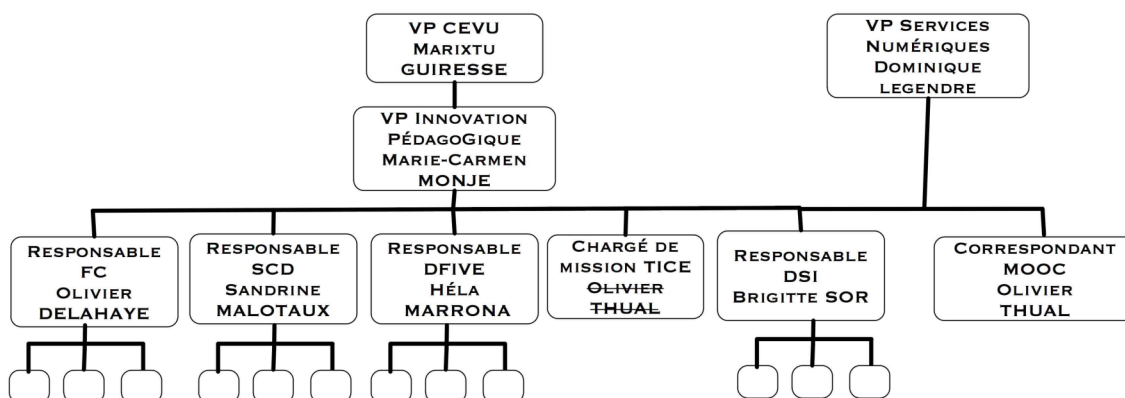 VP CEVU
Marixtu
GUIRESSE
VP Services
Numériques
Dominique
LEGENDRE
VP Innovation
PédagoGique
Marie-Carmen
MONJE
Responsable
FC
Olivier
DELAHAYE
Responsable
SCD
Sandrine
MALOTAUX
Responsable
DFIVE
Héla
MARRONA
Chargé de
mission TICE
Olivier
THUAL
Responsable
DSI
Brigitte SOR
Correspondant
MOOC
Olivier
THUAL